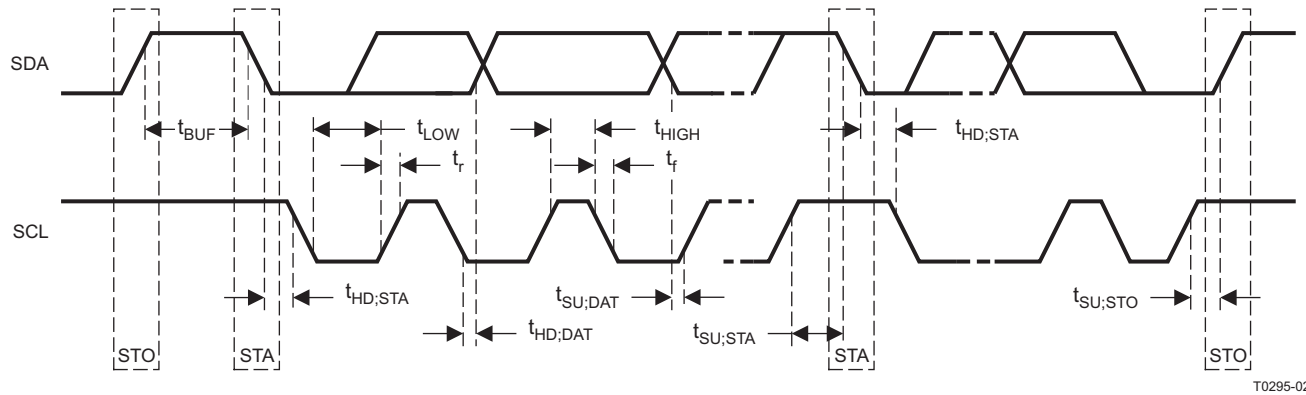 SDA
t_BUF
t_LOW
t_HIGH
t_HD;STA
t_r
t_f
SCL
t_HD;STA
t_SU;DAT
t_SU;STO
t_HD;DAT
t_SU;STA
STO
STA
STA
STO
T0295-02